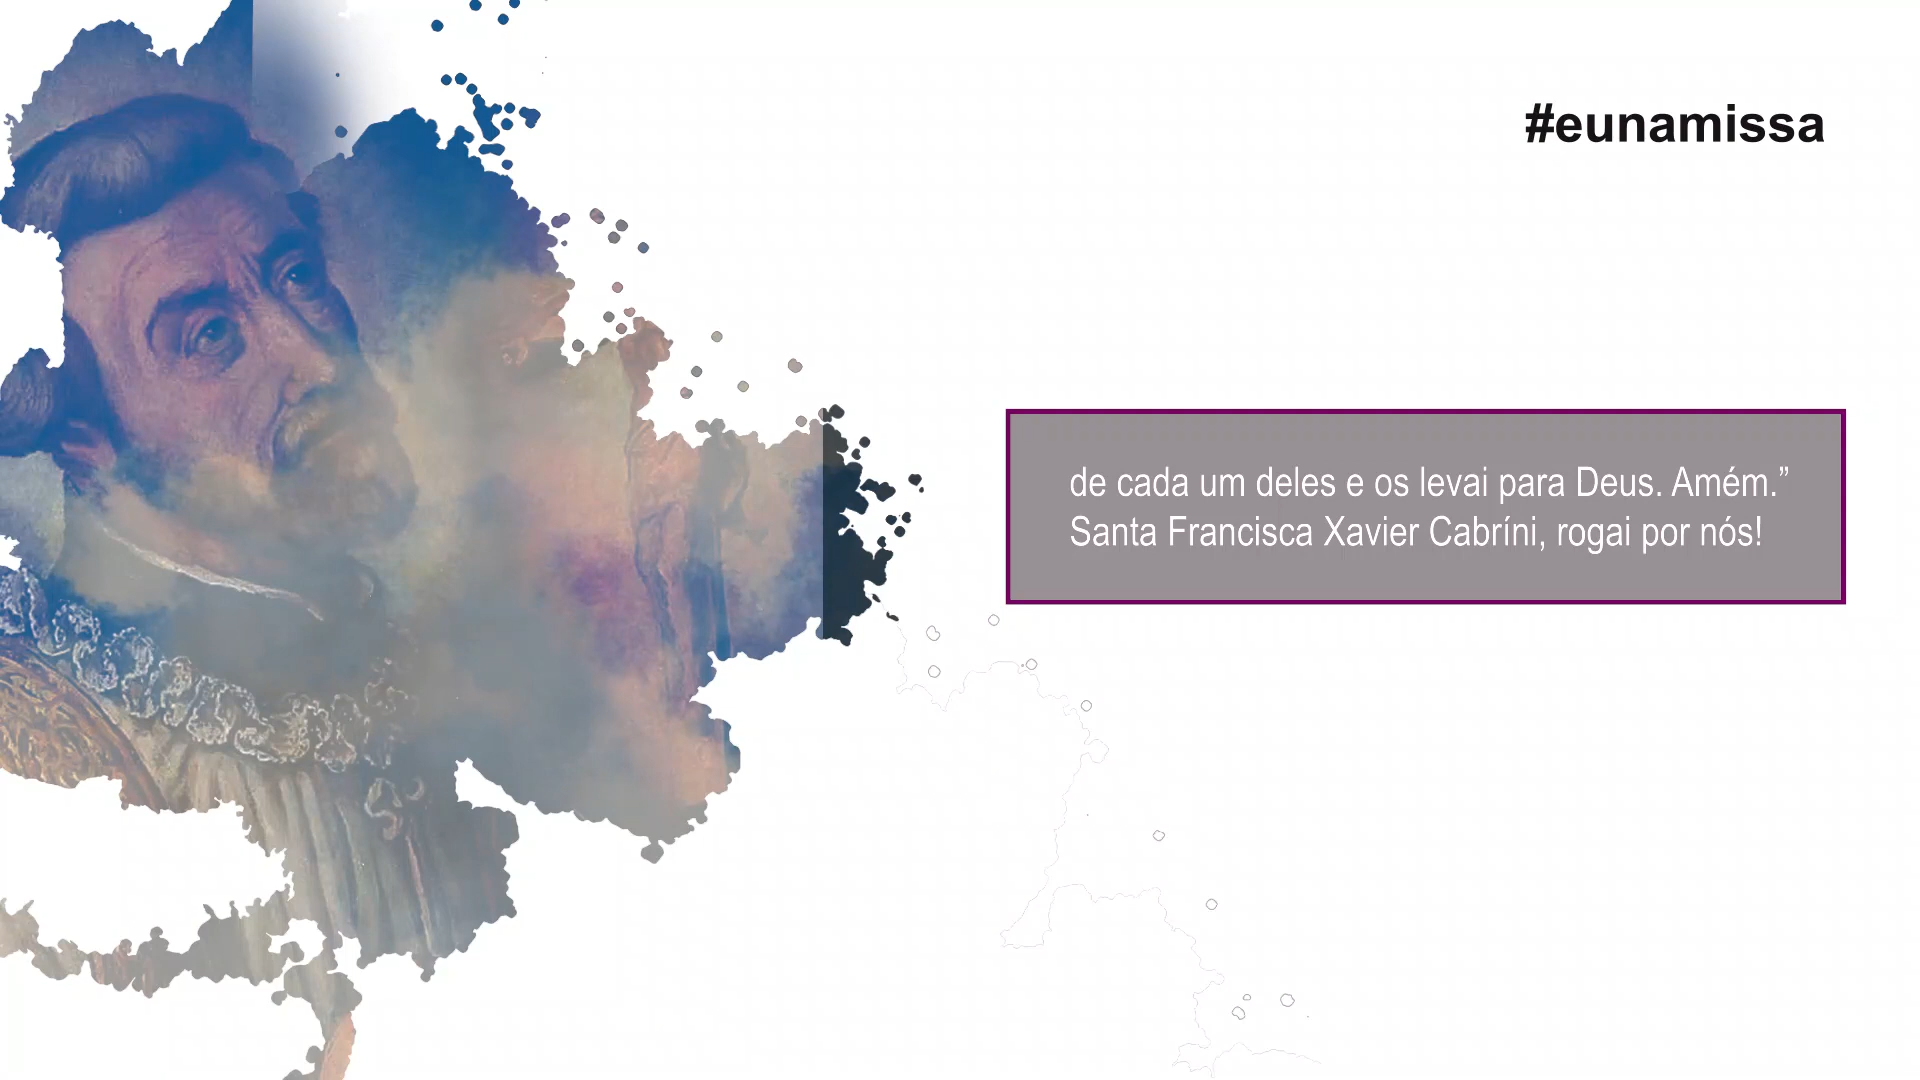 #eunamissa
de cada um deles e os levai para Deus. Amém.”
Santa Francisca Xavier Cabríni, rogai por nós!